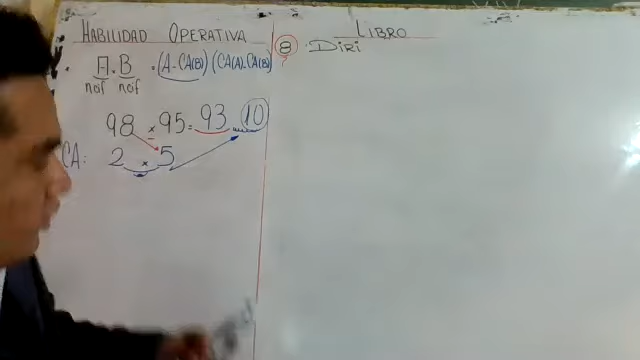 HABILIDAD OPERATIVA
A.B = (A-CA(B)) (CA(A).CA(B))
nof nof
98 x 95 = 93 10
CA: 2 x 5
LIBRO
8 . DIRI